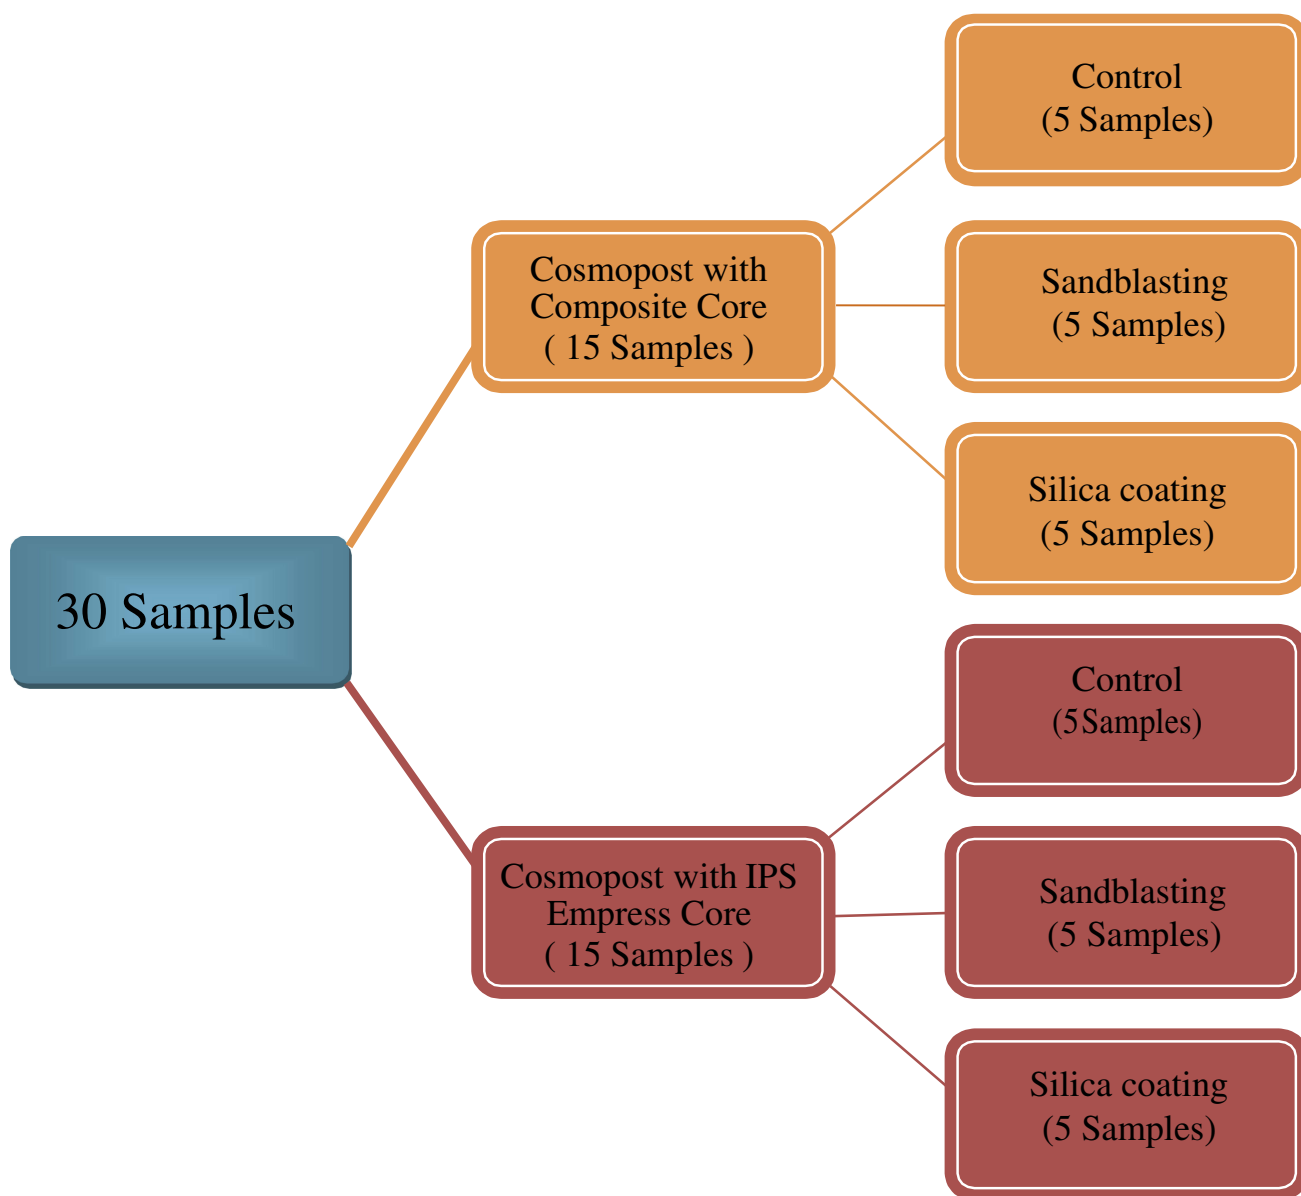 30 Samples
Cosmopost with
Composite Core
( 15 Samples )
Control
(5 Samples)
Sandblasting
(5 Samples)
Silica coating
(5 Samples)
Cosmopost with IPS
Empress Core
( 15 Samples )
Control
(5Samples)
Sandblasting
(5 Samples)
Silica coating
(5 Samples)